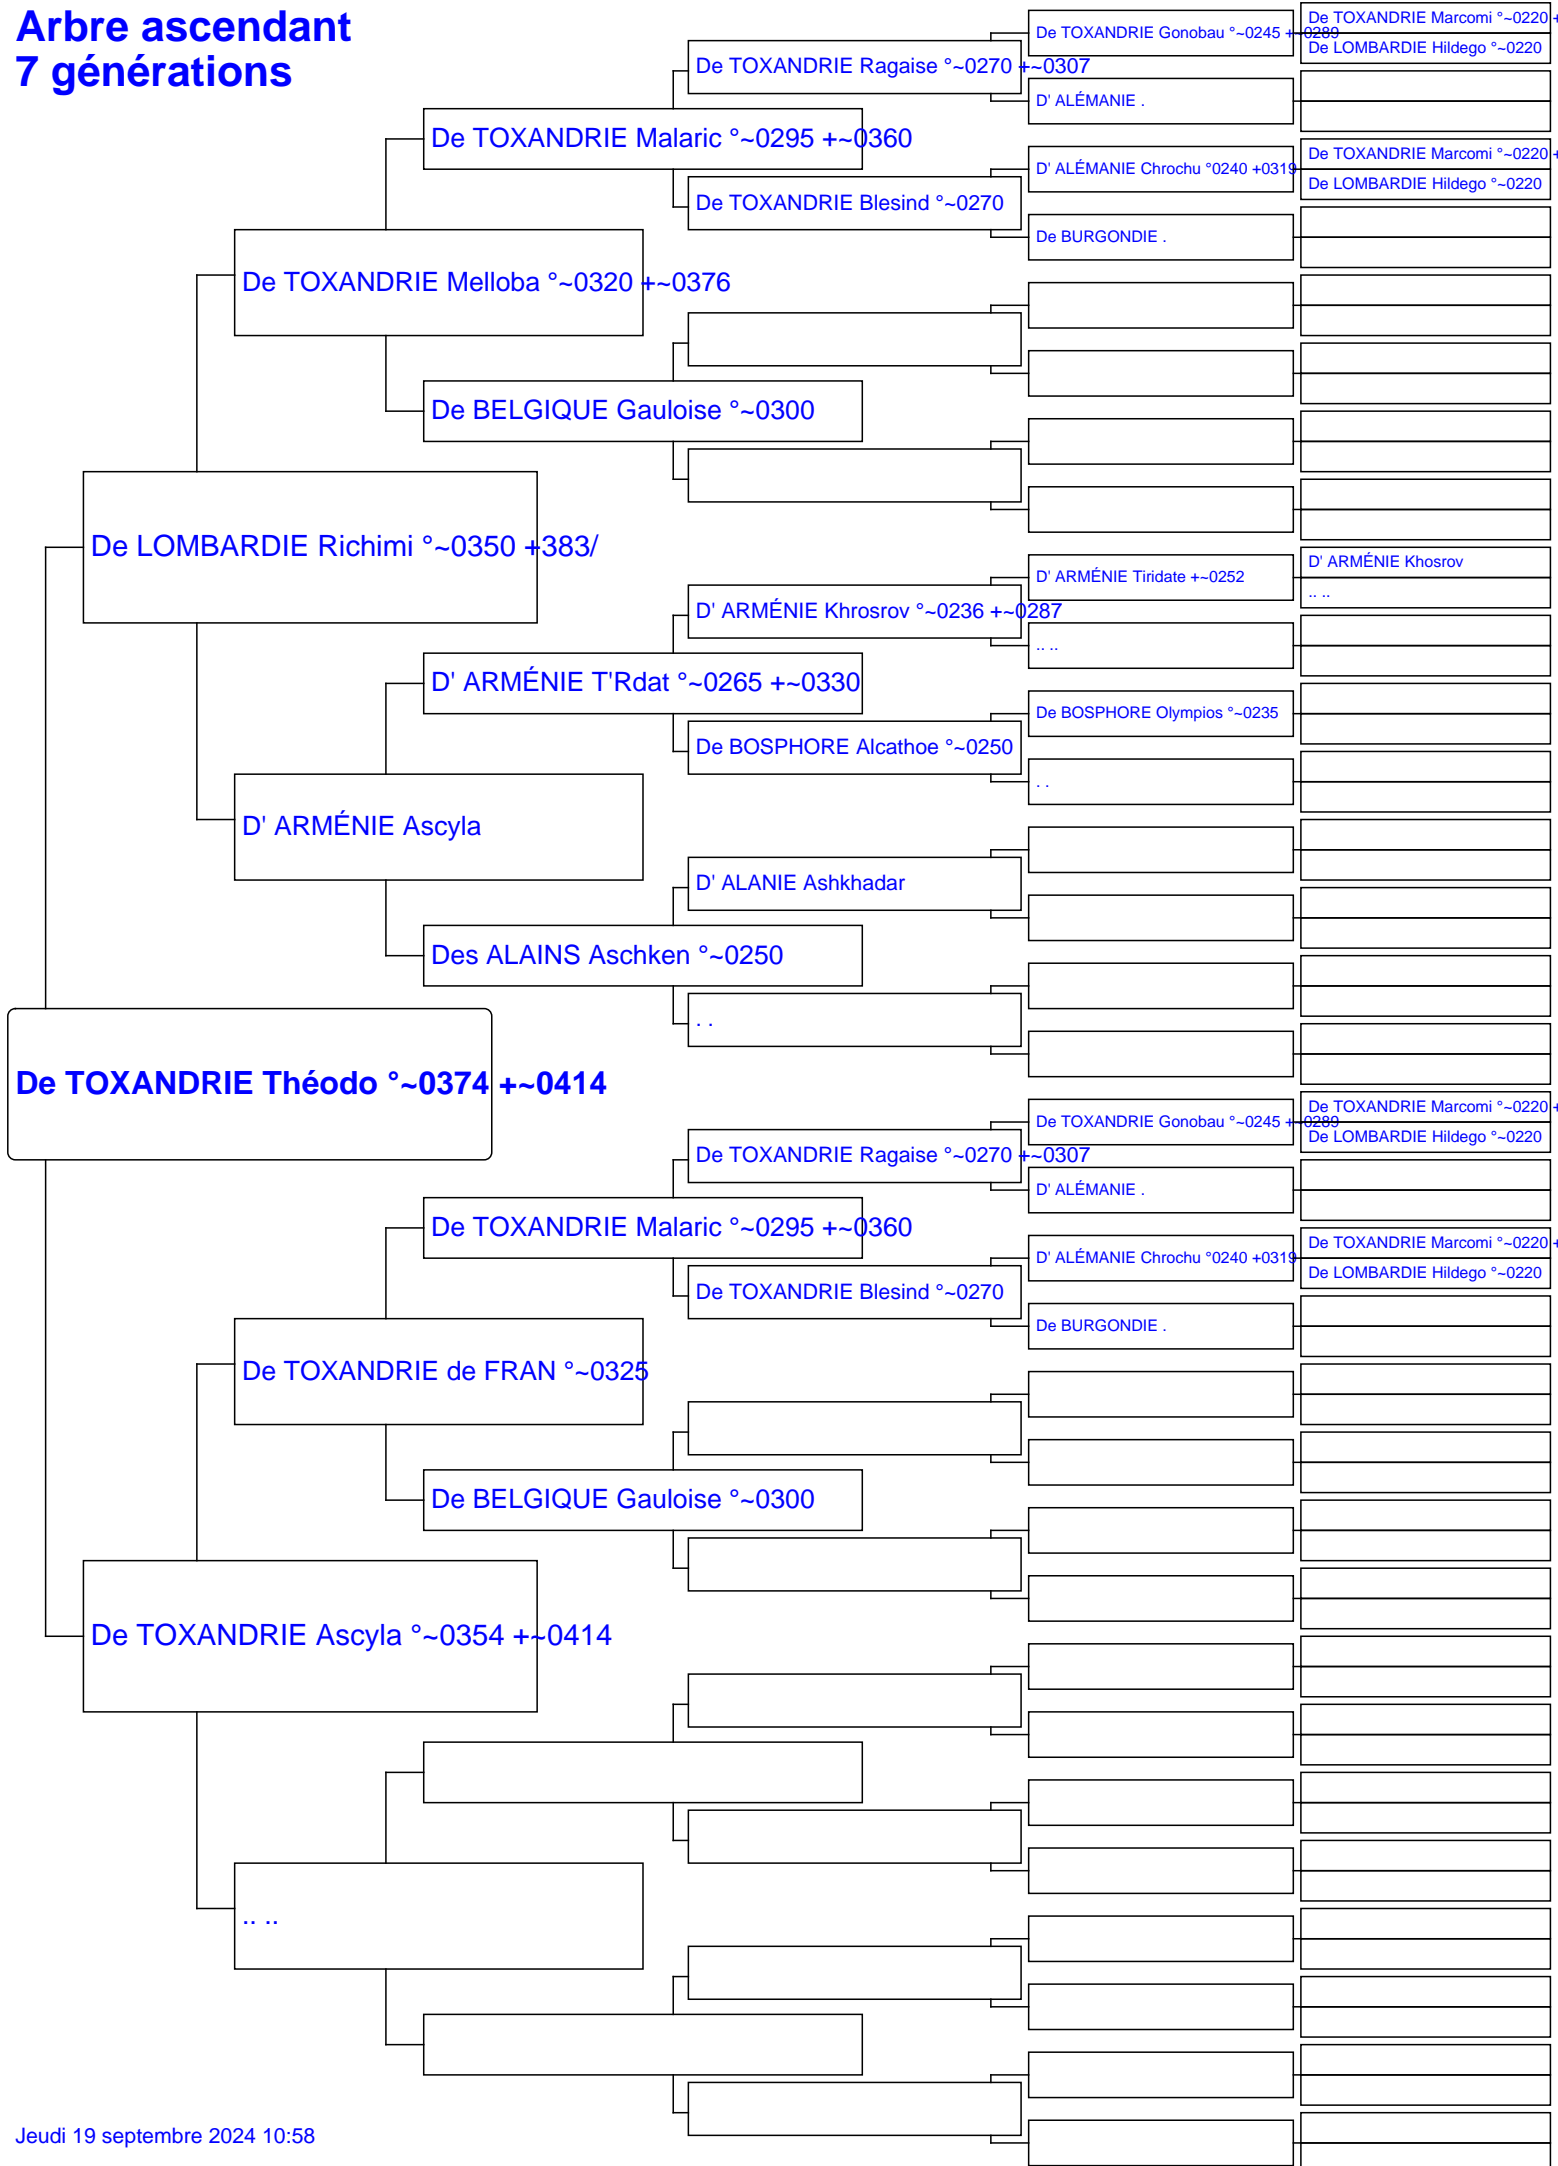 Arbre ascendant
7 générations
De TOXANDRIE Marcomi °~0220 +
De TOXANDRIE Gonobau °~0245 +~0289
De LOMBARDIE Hildego °~0220
De TOXANDRIE Ragaise °~0270 +~0307
D' ALÉMANIE .
De TOXANDRIE Malaric °~0295 +~0360
De TOXANDRIE Marcomi °~0220 +
D' ALÉMANIE Chrochu °0240 +0319
De LOMBARDIE Hildego °~0220
De TOXANDRIE Blesind °~0270
De BURGONDIE .
De TOXANDRIE Melloba °~0320 +~0376
De BELGIQUE Gauloise °~0300
De LOMBARDIE Richimi °~0350 +383/
D' ARMÉNIE Khosrov
D' ARMÉNIE Tiridate +~0252
.. ..
D' ARMÉNIE Khrosrov °~0236 +~0287
.. ..
D' ARMÉNIE T'Rdat °~0265 +~0330
De BOSPHORE Olympios °~0235
De BOSPHORE Alcathoe °~0250
. .
D' ARMÉNIE Ascyla
D' ALANIE Ashkhadar
Des ALAINS Aschken °~0250
. .
De TOXANDRIE Théodo °~0374 +~0414
De TOXANDRIE Marcomi °~0220 +
De TOXANDRIE Gonobau °~0245 +~0289
De LOMBARDIE Hildego °~0220
De TOXANDRIE Ragaise °~0270 +~0307
D' ALÉMANIE .
De TOXANDRIE Malaric °~0295 +~0360
De TOXANDRIE Marcomi °~0220 +
D' ALÉMANIE Chrochu °0240 +0319
De LOMBARDIE Hildego °~0220
De TOXANDRIE Blesind °~0270
De BURGONDIE .
De TOXANDRIE de FRAN °~0325
De BELGIQUE Gauloise °~0300
De TOXANDRIE Ascyla °~0354 +~0414
.. ..
Jeudi 19 septembre 2024 10:58